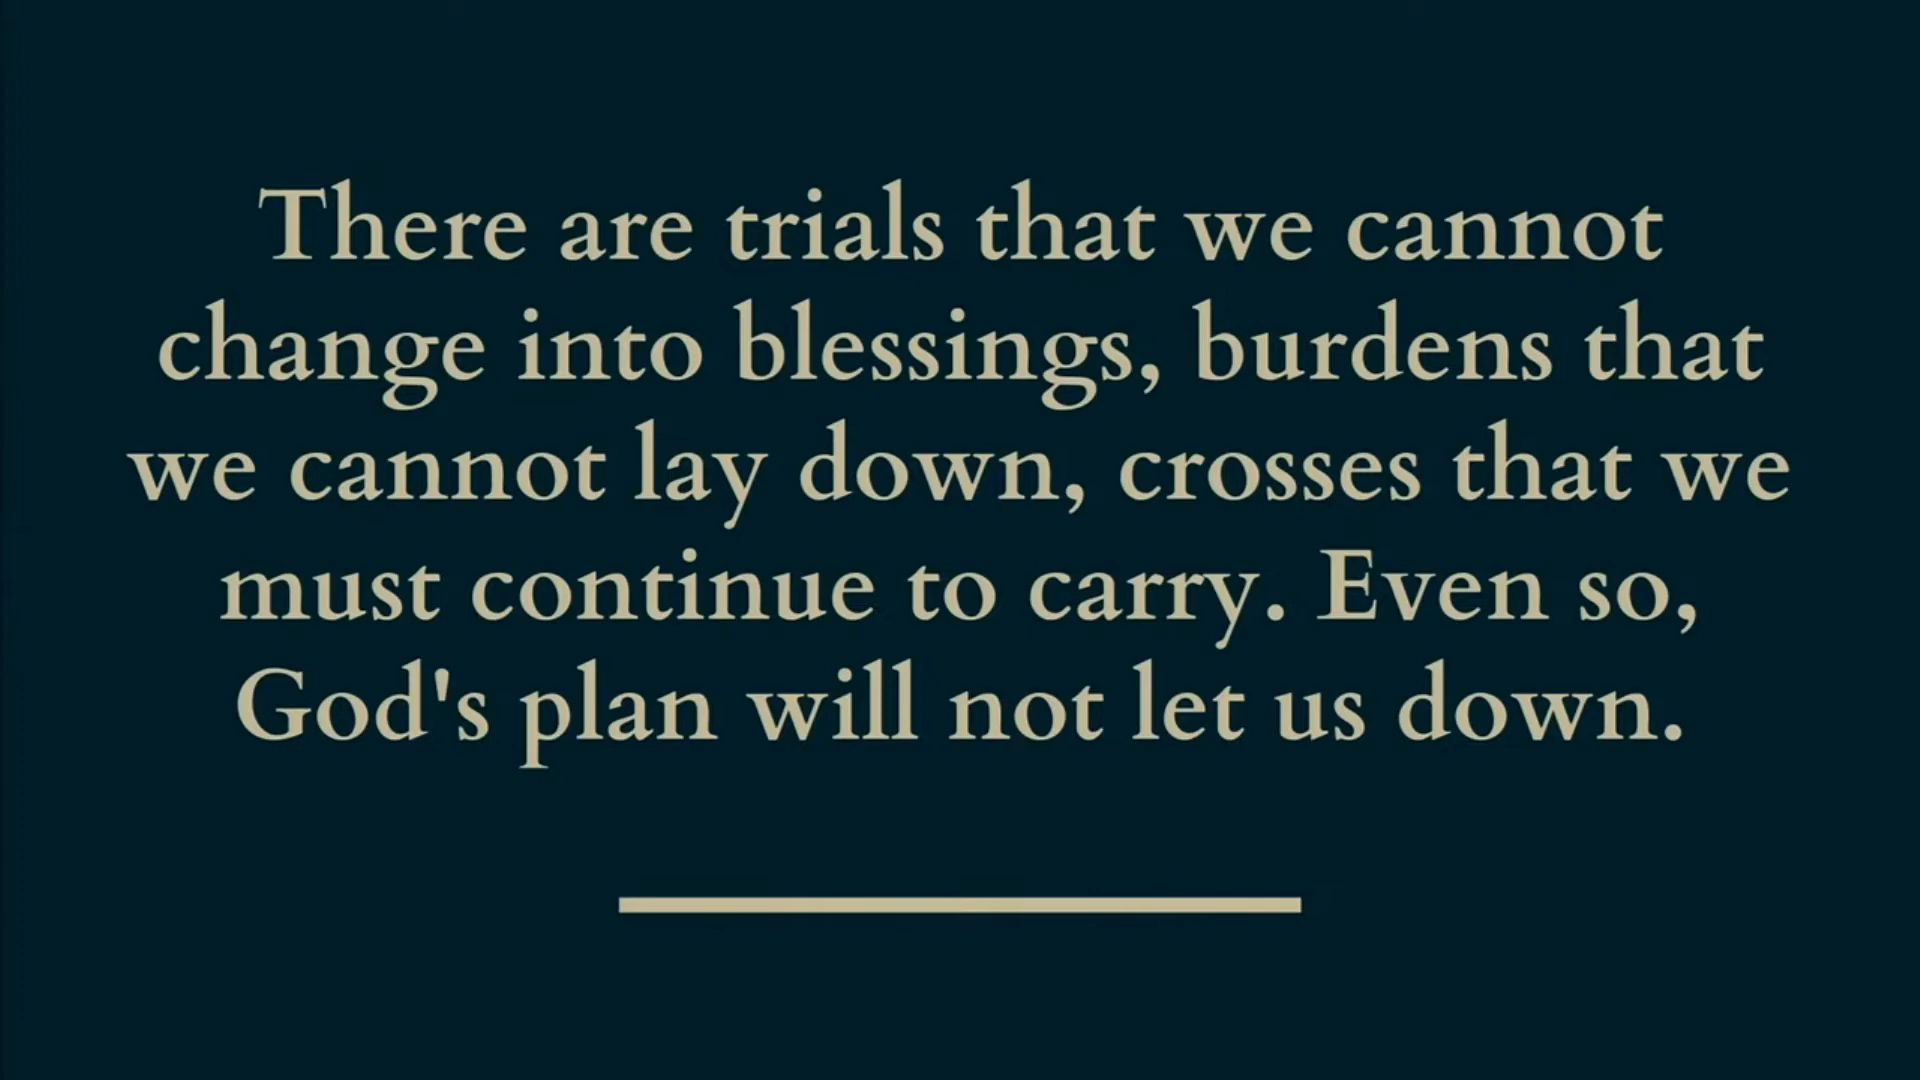 There are trials that we cannot
change into blessings, burdens that
we cannot lay down, crosses that we
must continue to carry. Even so,
God's plan will not let us down.